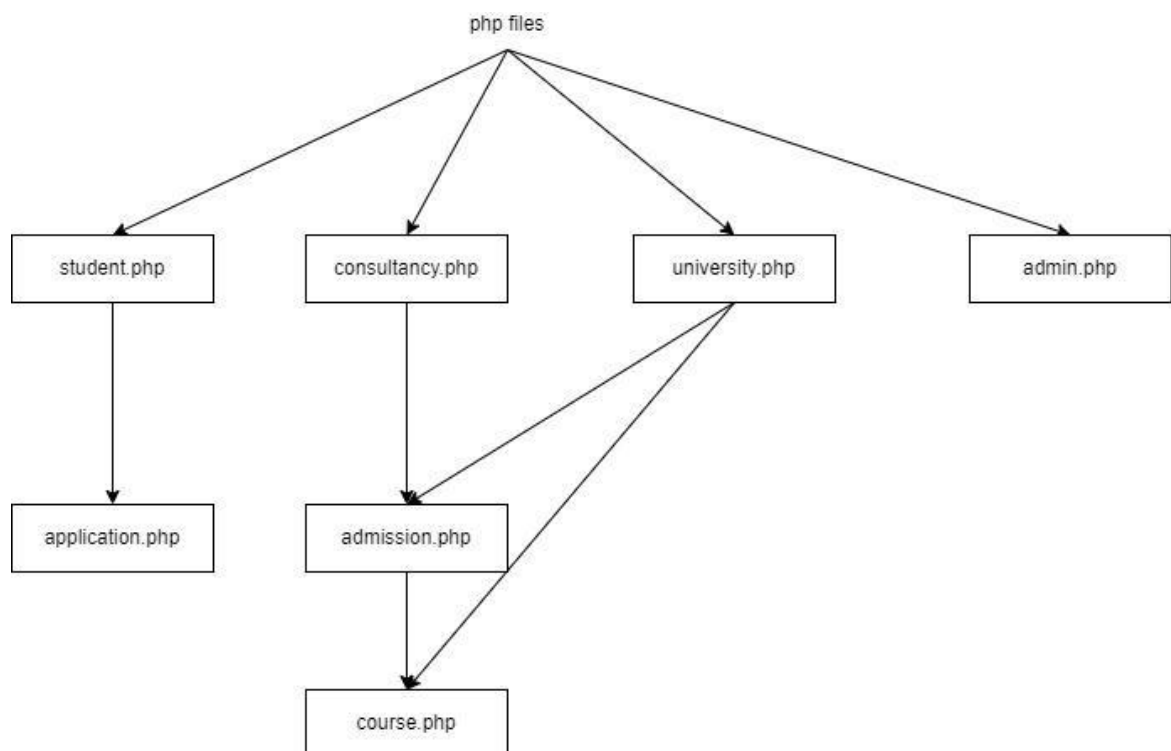 php files
student.php
consultancy.php
university.php
admin.php
application.php
admission.php
course.php